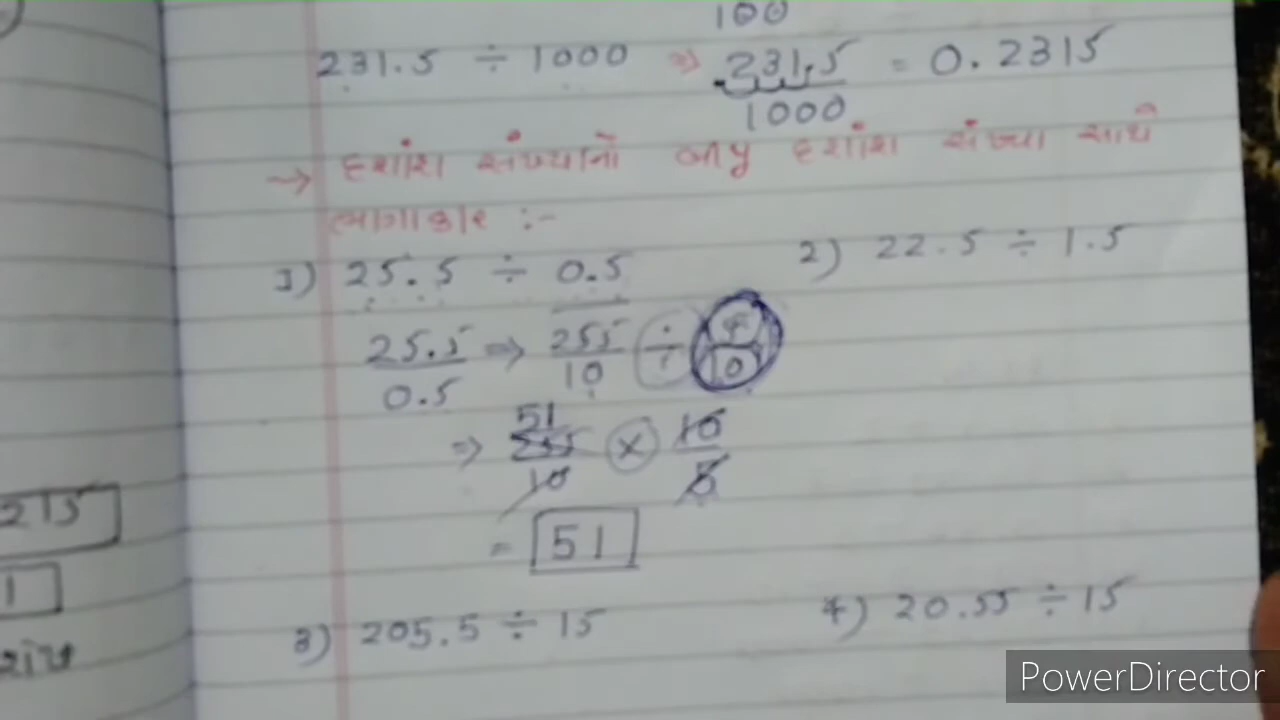 100
231.5 ÷ 1000 ⇒ 231.5 / 1000 = 0.2315
→ દશાંશ સંખ્યાનો બીજી દશાંશ સંખ્યા સાથે
ભાગાકાર :-
1) 25.5 ÷ 0.5
2) 22.5 ÷ 1.5
25.5 / 0.5 ⇒ 255 / 10 ÷ 5 / 10
⇒ 51 255 / 10 × 10 / 5
= 51
3) 205.5 ÷ 15
4) 20.55 ÷ 15
215
1
PowerDirector